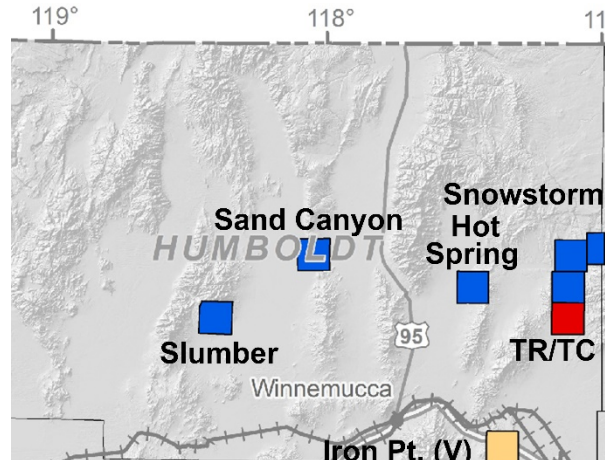 119°
118°
11
Snowstorm
Sand Canyon
Hot
HUMBOLDT
Spring
Slumber
95
TR/TC
Winnemucca
Iron Pt. (V)